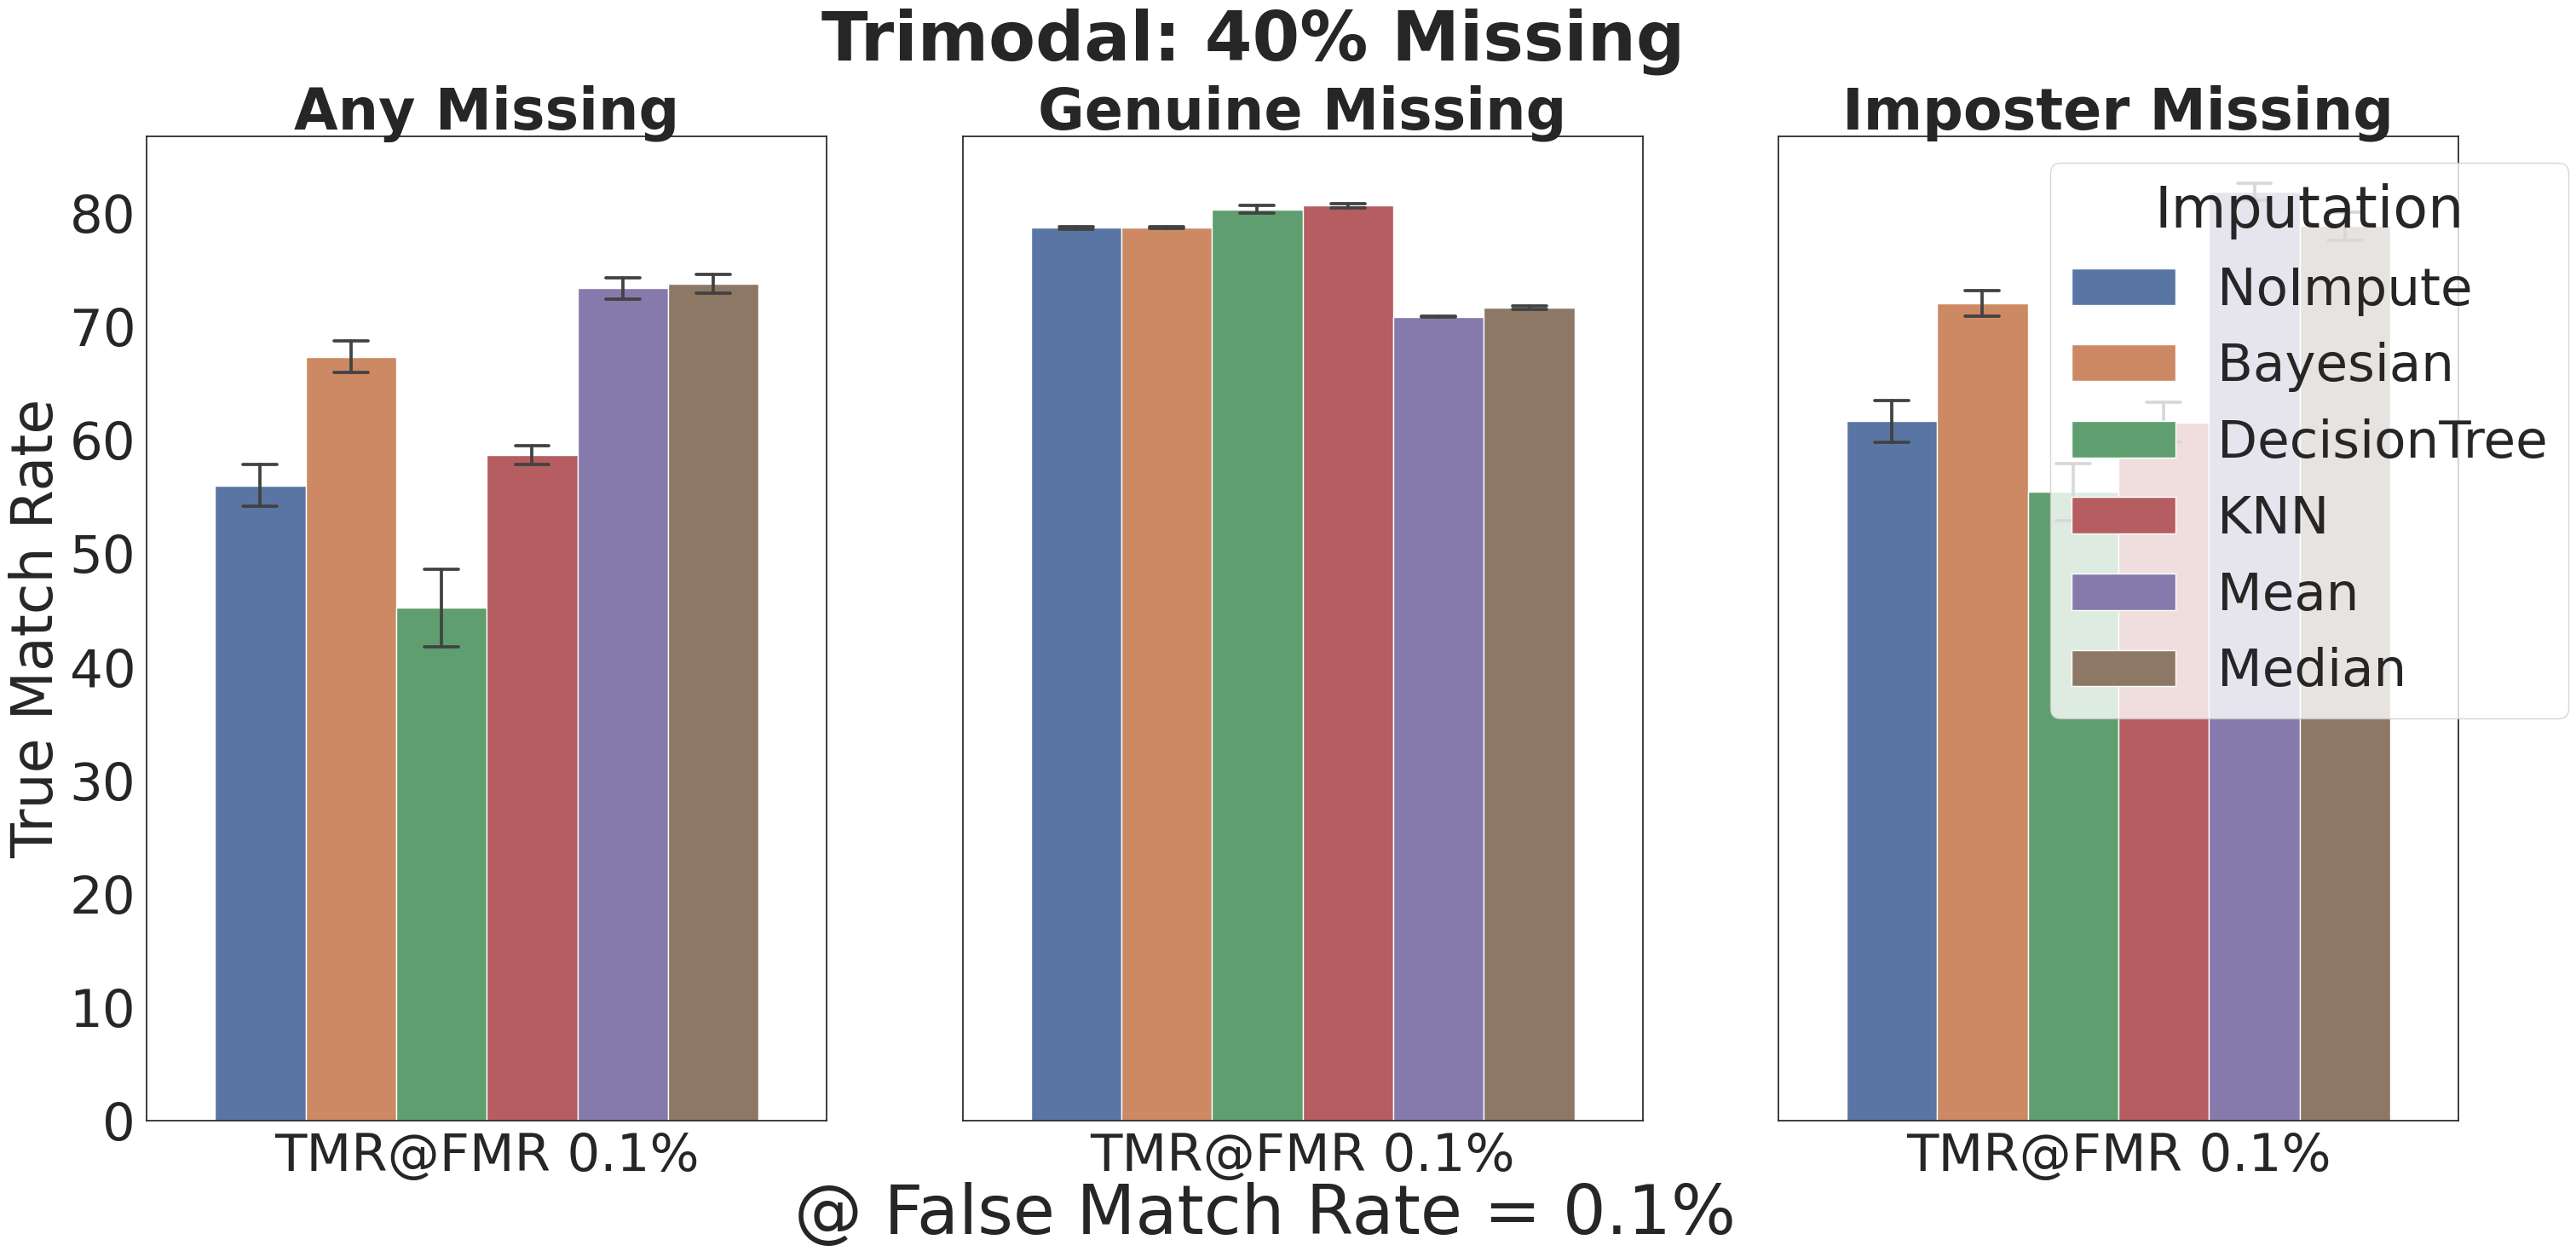 Trimodal: 40% Missing
Any Missing
Genuine Missing
Imposter Missing
True Match Rate
80
70
60
50
40
30
20
10
0
Imputation
NoImpute
Bayesian
DecisionTree
KNN
Mean
Median
TMR@FMR 0.1%
TMR@FMR 0.1%
TMR@FMR 0.1%
@ False Match Rate = 0.1%